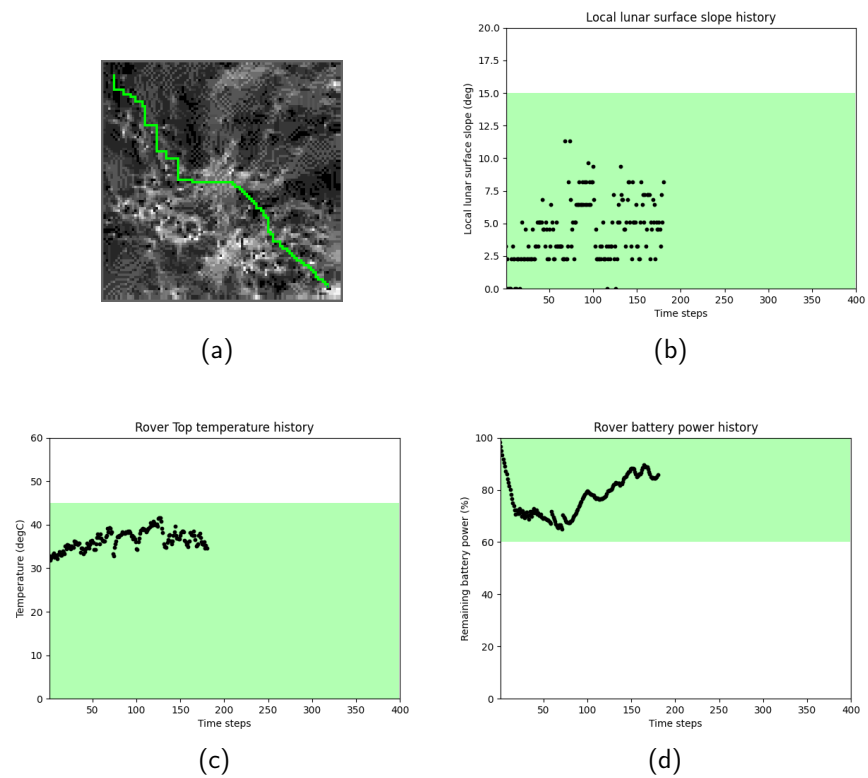 Local lunar surface slope history
Local lunar surface slope (deg)
20.0
17.5
15.0
12.5
10.0
7.5
5.0
2.5
0.0
50 100 150 200 250 300 350 400
Time steps
(a)
(b)
Rover Top temperature history
Temperature (degC)
60
50
40
30
20
10
0
50 100 150 200 250 300 350 400
Time steps
(c)
Rover battery power history
Remaining battery power (%)
100
80
60
40
20
0
50 100 150 200 250 300 350 400
Time steps
(d)